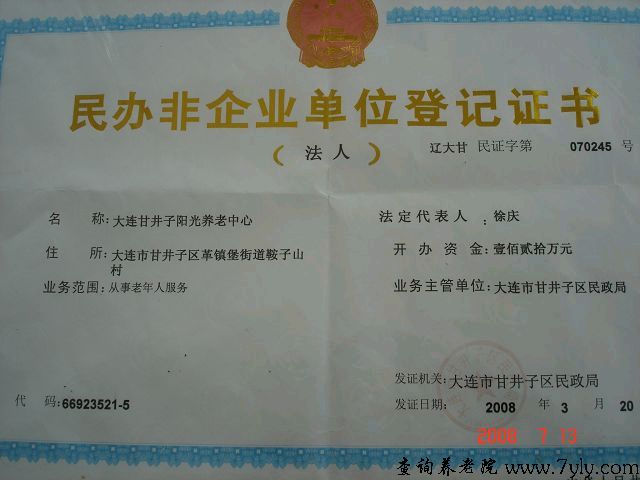 民办非企业单位登记证书
（法人）
辽大甘 民证字第 070245 号
名 称:大连甘井子阳光养老中心
住 所:大连市甘井子区革镇堡街道鞍子山
村
业务范围:从事老年人服务
代 码:66923521-5
法定代表人 徐庆
开办资金:壹佰贰拾万元
业务主管单位:大连市甘井子区民政局
发证机关:大连市甘井子区民政局
发证日期: 2008 年 3 月 20
2008 7 13
查询养老院 www.7yly.com